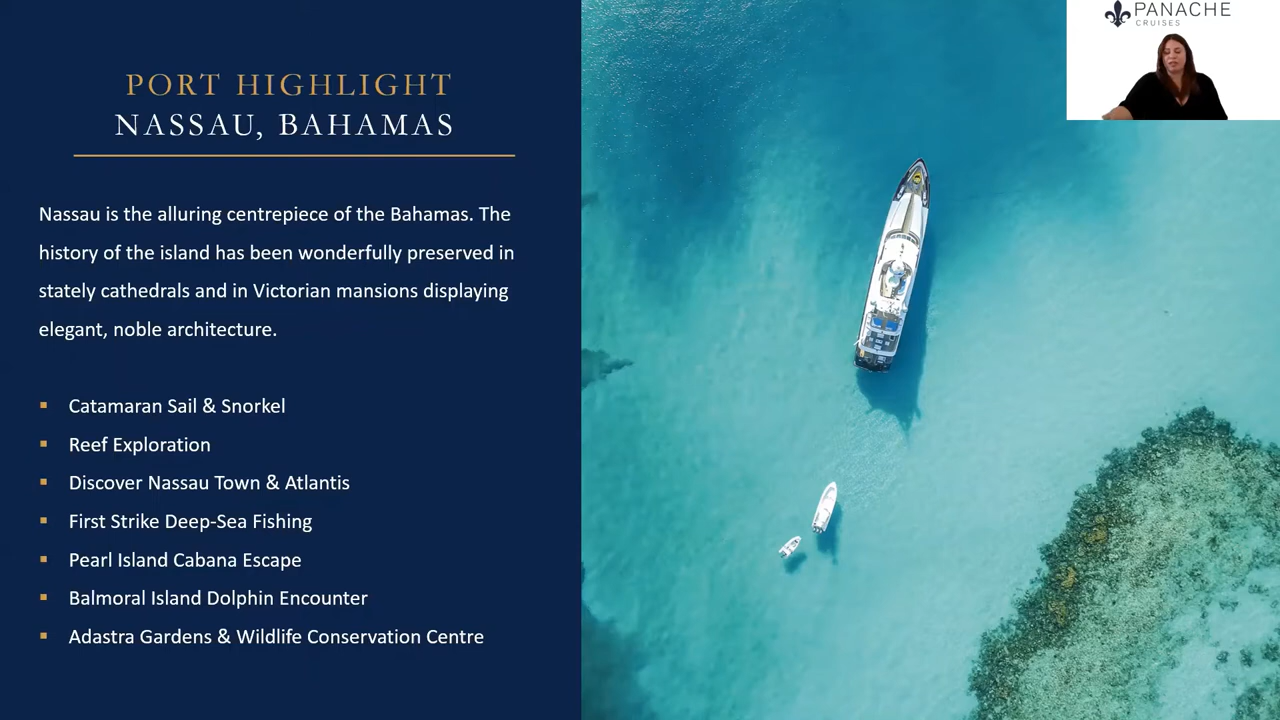 PORT HIGHLIGHT
NASSAU, BAHAMAS
Nassau is the alluring centrepiece of the Bahamas. The
history of the island has been wonderfully preserved in
stately cathedrals and in Victorian mansions displaying
elegant, noble architecture.
Catamaran Sail & Snorkel
Reef Exploration
Discover Nassau Town & Atlantis
First Strike Deep-Sea Fishing
Pearl Island Cabana Escape
Balmoral Island Dolphin Encounter
Adastra Gardens & Wildlife Conservation Centre
PANACHE
CRUISES